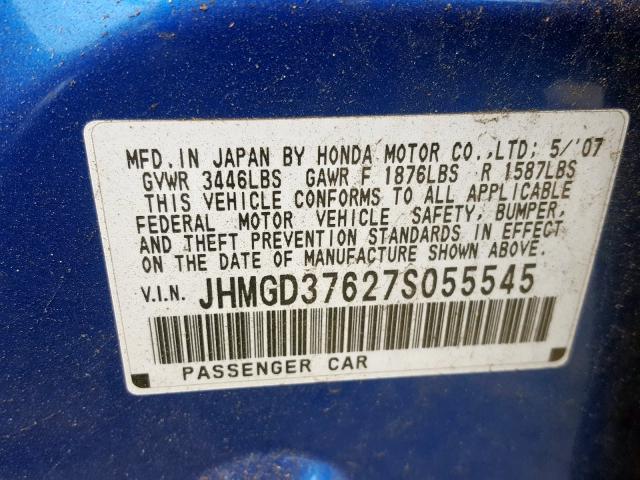 MFD. IN JAPAN BY HONDA MOTOR CO., LTD: 5/'07
GVWR 3446LBS GAWR F 1876LBS R 1587LBS
THIS VEHICLE CONFORMS TO ALL APPLICABLE
FEDERAL MOTOR VEHICLE SAFETY, BUMPER,
AND THEFT PREVENTION STANDARDS IN EFFECT
ON THE DATE OF MANUFACTURE SHOWN ABOVE.
V.I.N. JHMGD37627S055545
PASSENGER CAR